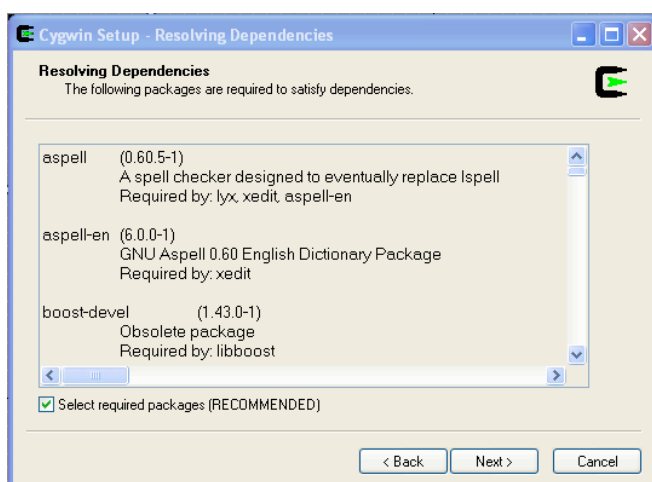 Cygwin Setup - Resolving Dependencies
Resolving Dependencies
The following packages are required to satisfy dependencies.
aspell (0.60.5-1)
A spell checker designed to eventually replace Ispell
Required by: lyx, xedit, aspell-en
aspell-en (6.0.0-1)
GNU Aspell 0.60 English Dictionary Package
Required by: xedit
boost-devel (1.43.0-1)
Obsolete package
Required by: libboost
Select required packages (RECOMMENDED)
< Back Next > Cancel